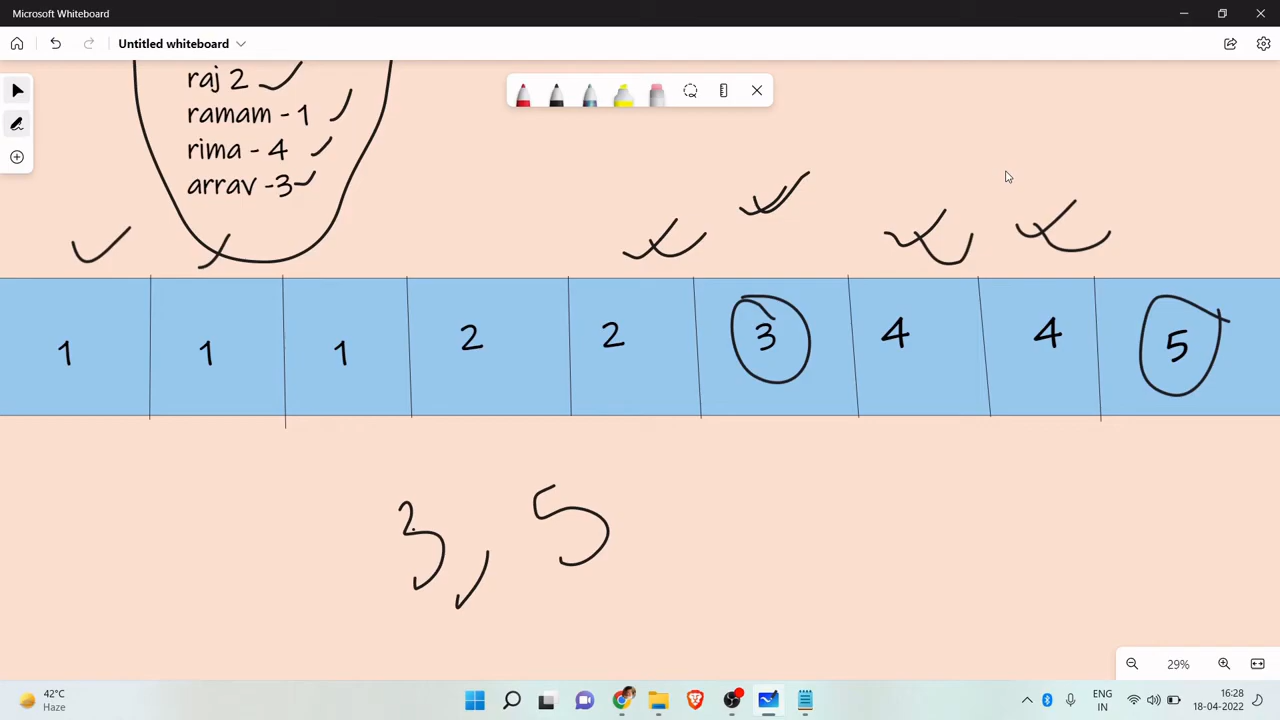 Microsoft Whiteboard
Untitled whiteboard
raj 2
ramam - 1
rima - 4
arrav -3
1 1 1 2 2 3 4 4 5
3, 5
29%
42°C
Haze
ENG
IN
16:23
18-04-2022